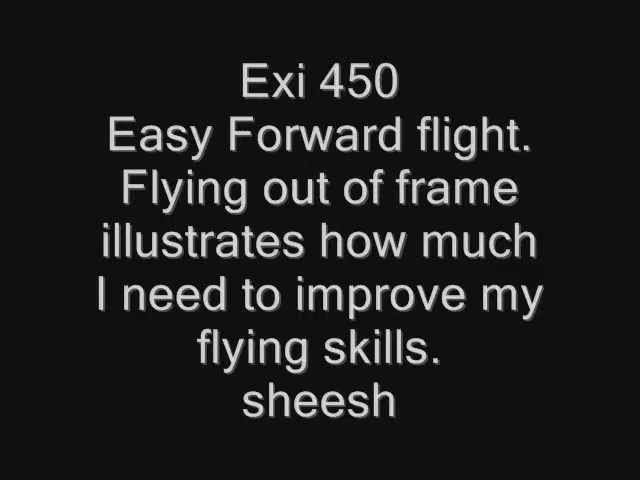 Exi 450
Easy Forward flight.
Flying out of frame
illustrates how much
I need to improve my
flying skills.
sheesh